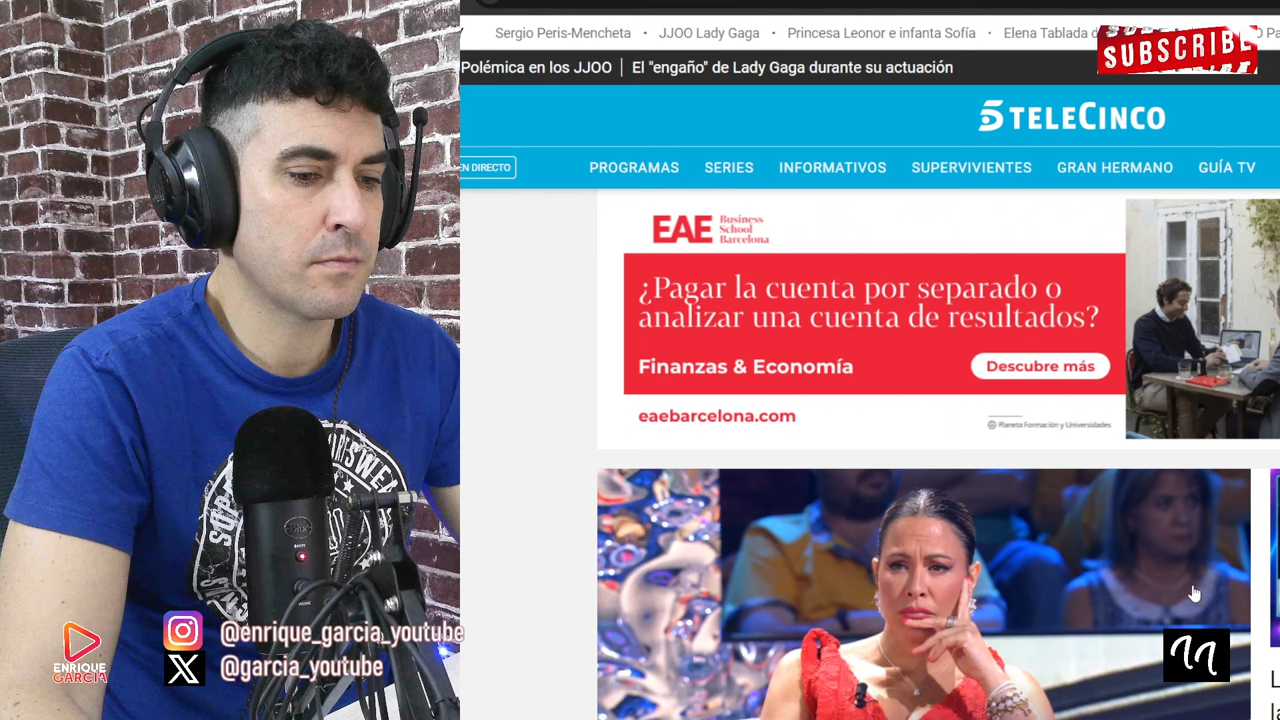 Sergio Peris-Mencheta • JJOO Lady Gaga • Princesa Leonor e infanta Sofía • Elena Tablada
SUBSCRIBE
Polémica en los JJOO | El "engaño" de Lady Gaga durante su actuación
5 TELECINCO
EN DIRECTO
PROGRAMAS SERIES INFORMATIVOS SUPERVIVIENTES GRAN HERMANO GUÍA TV
EAE Business
School
Barcelona
¿Pagar la cuenta por separado o
analizar una cuenta de resultados?
Finanzas & Economía
Descubre más
eaebarcelona.com
Planeta Formación y Universidades
@enrique_garcia_youtube
@garcia_youtube
ENRIQUE
GARCIA